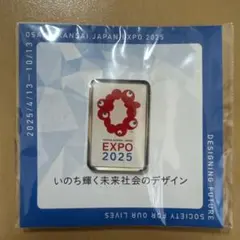 OSAKA, KANSAI, JAPAN EXPO 2025
2025/4/13—10/13
DESIGNING FUTURE
SOCIETY FOR OUR LIVES
EXPO
2025
いのち輝く未来社会のデザイン